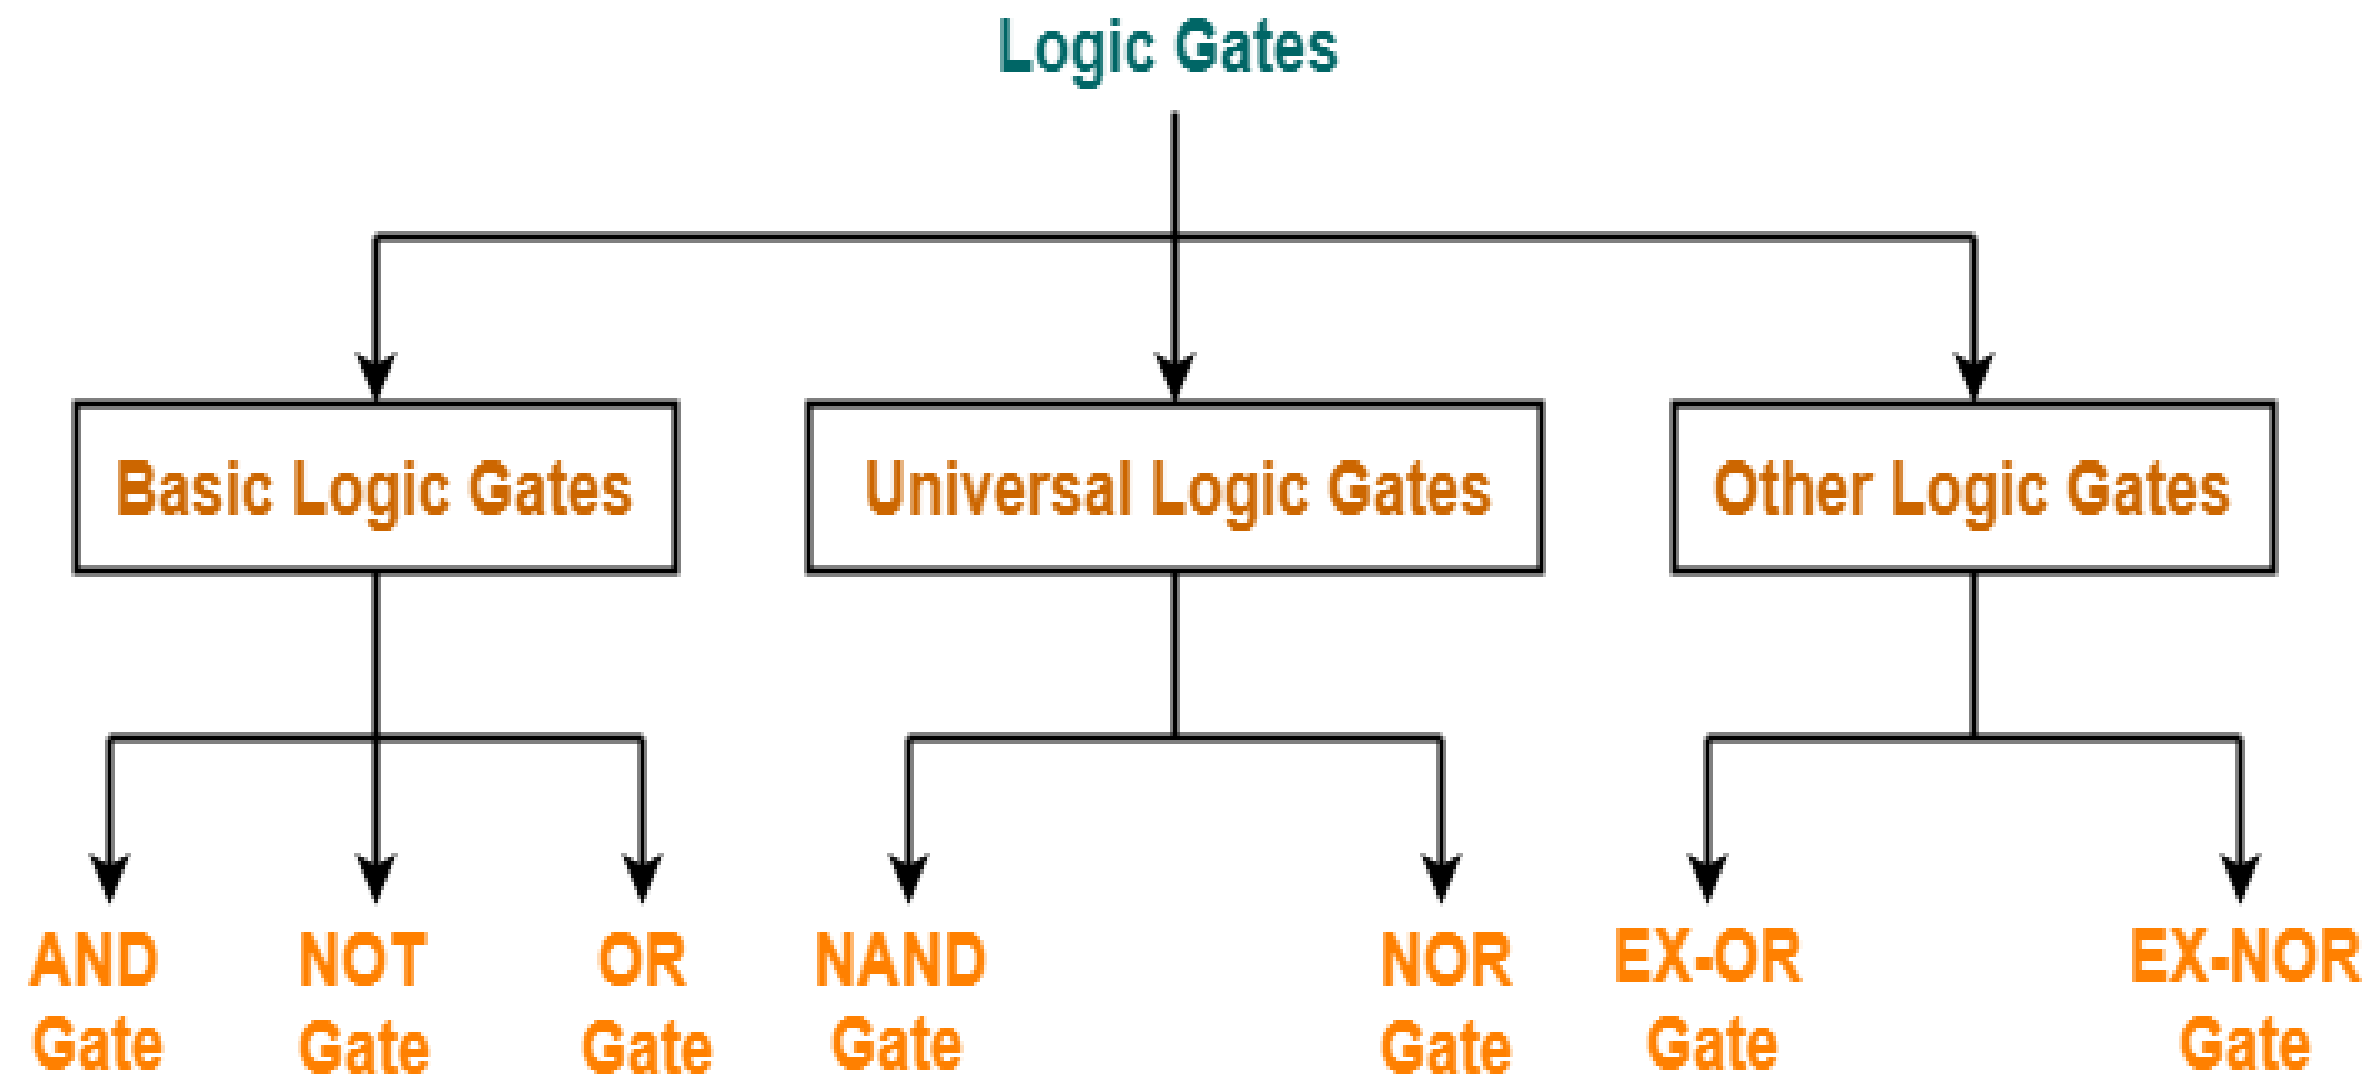 Logic Gates
Basic Logic Gates
Universal Logic Gates
Other Logic Gates
AND
Gate
NOT
Gate
OR
Gate
NAND
Gate
NOR
Gate
EX-OR
Gate
EX-NOR
Gate